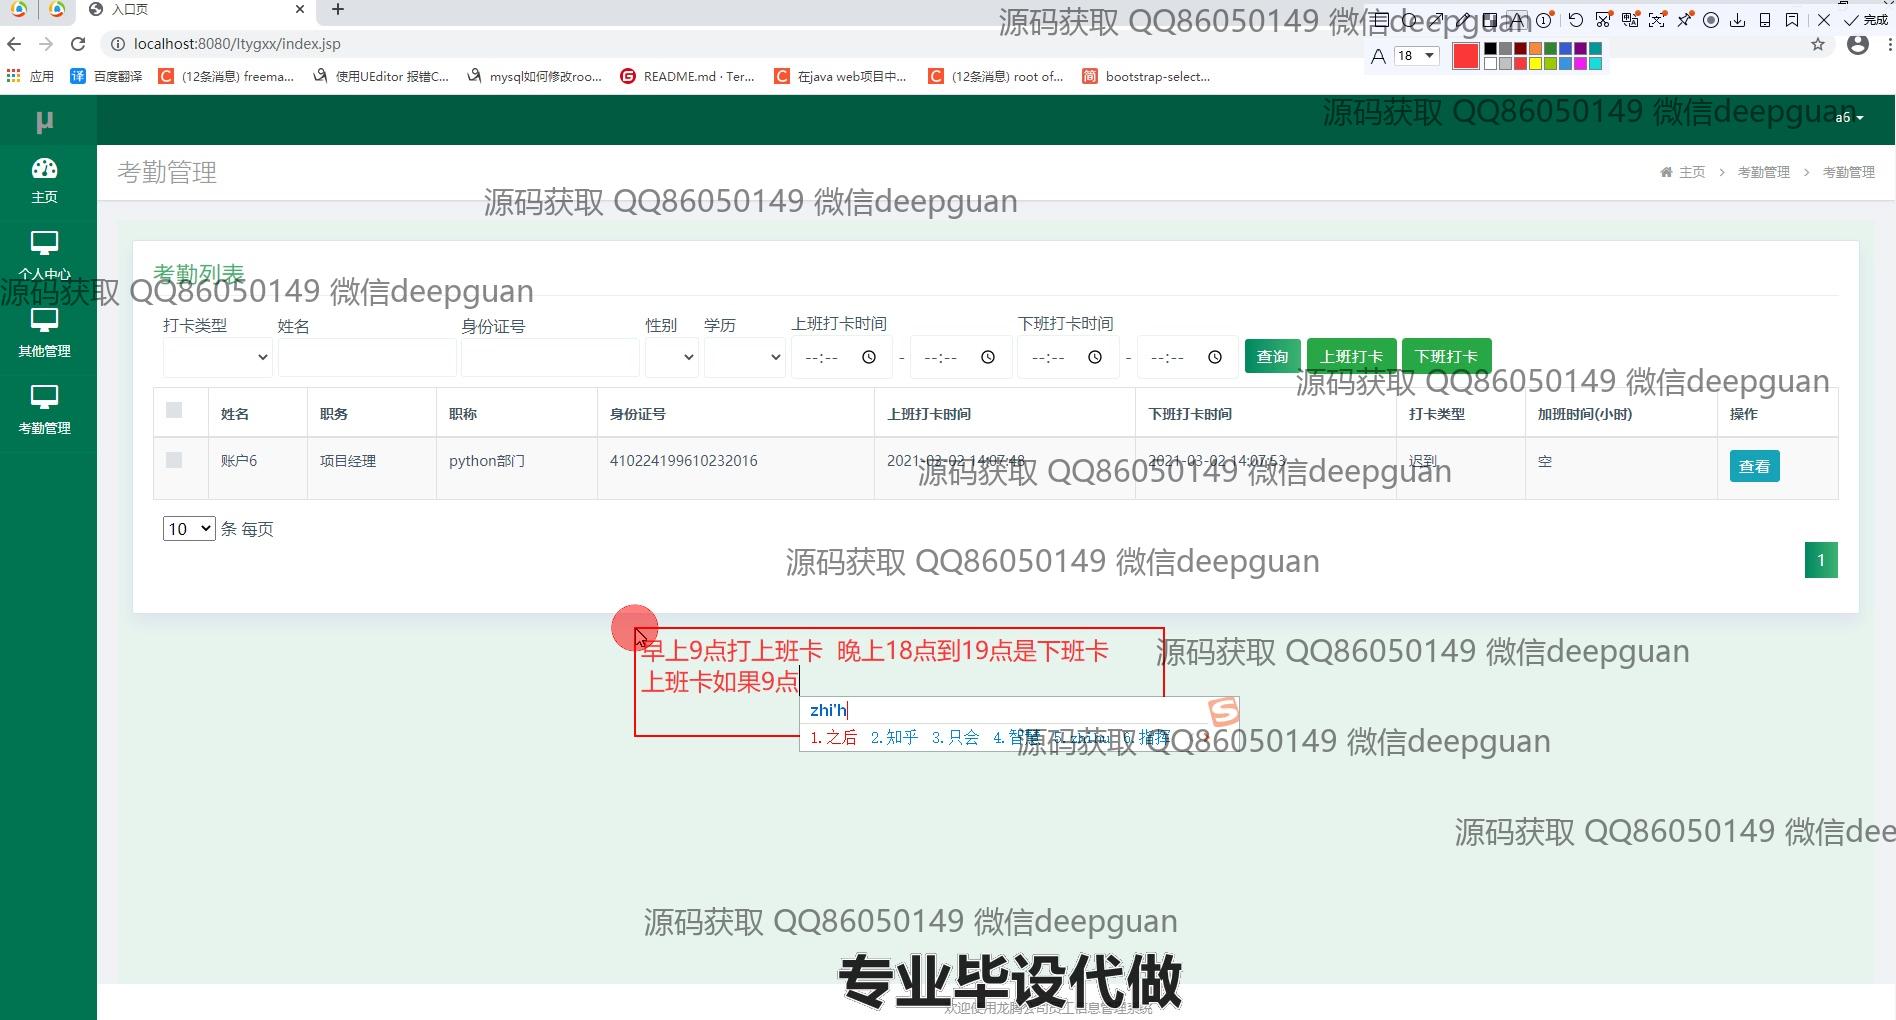 入口页
源码获取 QQ86050149 微信deepguan
完成
localhost:8080/ltygxx/index.jsp
18
应用
百度翻译
(12条消息) freema...
使用UEditor 报错C...
mysql如何修改roo...
README.md · Ter...
在java web项目中...
(12条消息) root of...
bootstrap-select...
μ
源码获取 QQ86050149 微信deepguan
a6
主页
考勤管理
主页 > 考勤管理 > 考勤管理
源码获取 QQ86050149 微信deepguan
个人中心
考勤列表
源码获取 QQ86050149 微信deepguan
其他管理
考勤管理
打卡类型 姓名 身份证号 性别 学历 上班打卡时间 下班打卡时间
--:-- - --:-- --:-- - --:-- 查询 上班打卡 下班打卡
源码获取 QQ86050149 微信deepguan
姓名 职务 职称 身份证号 上班打卡时间 下班打卡时间 打卡类型 加班时间(小时) 操作
账户6 项目经理 python部门 410224199610232016 2021-03-02 14:07:48 2021-03-02 14:07:53 迟到 空 查看
源码获取 QQ86050149 微信deepguan
10 条 每页
1
源码获取 QQ86050149 微信deepguan
早上9点打上班卡 晚上18点到19点是下班卡
上班卡如果9点
源码获取 QQ86050149 微信deepguan
zhi'h
1.之后 2.知乎 3.只会 4.智慧 5.zhihu 6.指挥
源码获取 QQ86050149 微信deepguan
源码获取 QQ86050149 微信dee
源码获取 QQ86050149 微信deepguan
专业毕设代做
欢迎使用龙腾公司员工信息管理系统